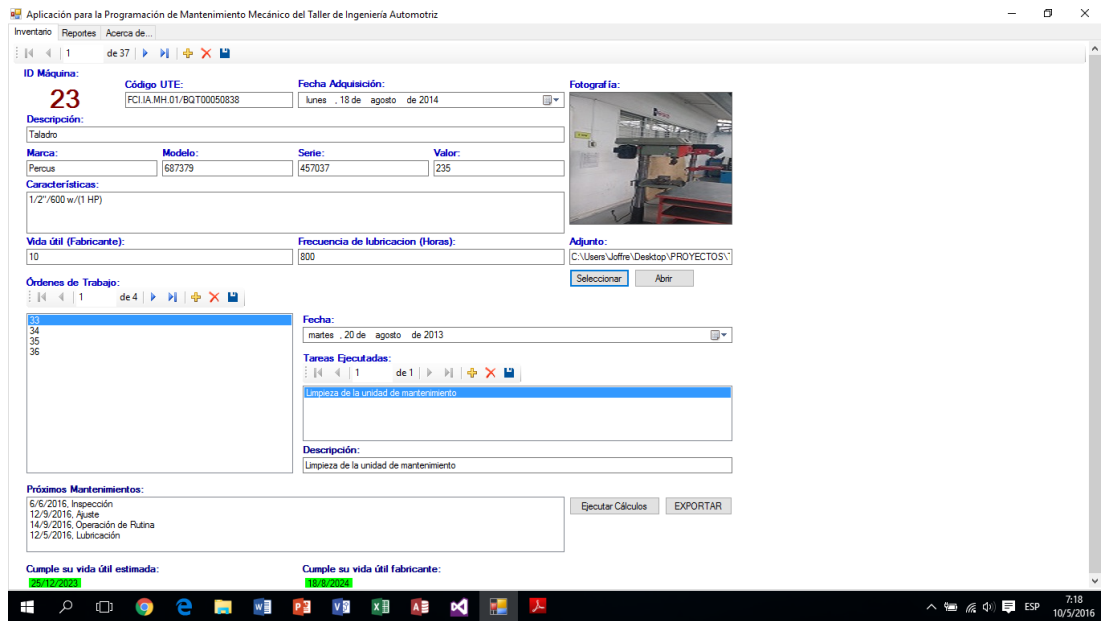 Aplicación para la Programación de Mantenimiento Mecánico del Taller de Ingeniería Automotriz
Inventario Reportes Acerca de...
1 de 37
ID Máquina:
23
Código UTE:
FCI.IA.MH.01/BQT00050838
Fecha Adquisición:
lunes , 18 de agosto de 2014
Fotografía:
Descripción:
Taladro
Marca: Modelo: Serie: Valor:
Percus 687379 457037 235
Características:
1/2"/600 w/(1 HP)
Vida útil (Fabricante): Frecuencia de lubricacion (Horas): Adjunto:
10 800 C:\Users\Joffre\Desktop\PROYECTOS\
Seleccionar Abrir
Órdenes de Trabajo:
1 de 4
33
34
35
36
Fecha:
martes , 20 de agosto de 2013
Tareas Ejecutadas:
1 de 1
Limpieza de la unidad de mantenimiento
Descripción:
Limpieza de la unidad de mantenimiento
Próximos Mantenimientos:
6/6/2016, Inspección
12/9/2016, Ajuste
14/9/2016, Operación de Rutina
12/5/2016, Lubricación
Ejecutar Cálculos EXPORTAR
Cumple su vida útil estimada: Cumple su vida útil fabricante:
25/12/2023 18/8/2024
ESP
7:18
10/5/2016